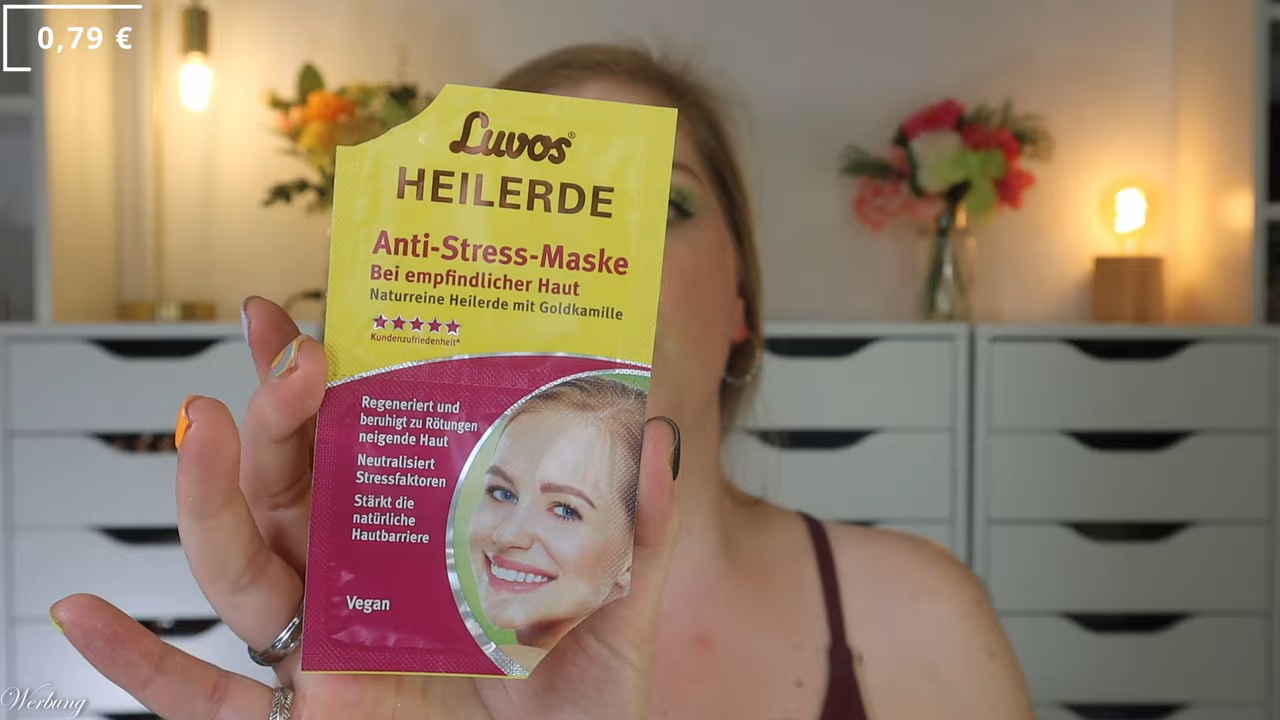 0,79 €
Luvos®
HEILERDE
Anti-Stress-Maske
Bei empfindlicher Haut
Naturreine Heilerde mit Goldkamille
Kundenzufriedenheit*
Regeneriert und
beruhigt zu Rötungen
neigende Haut
Neutralisiert
Stressfaktoren
Stärkt die
natürliche
Hautbarriere
Vegan
Werbung